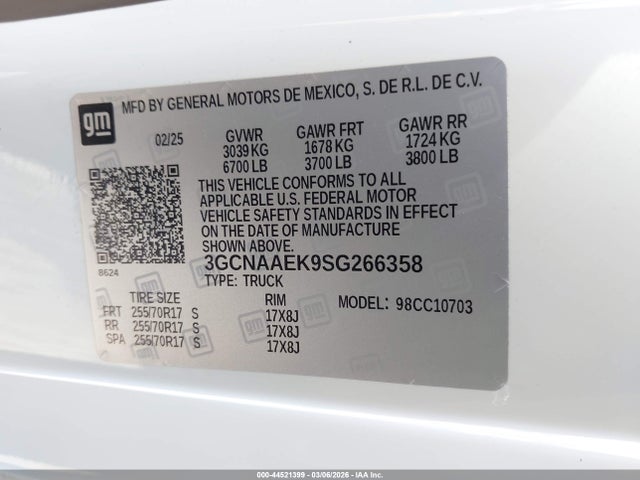 gm
MFD BY GENERAL MOTORS DE MEXICO, S. DE R.L. DE C.V.
02/25 GVWR GAWR FRT GAWR RR
3039 KG 1678 KG 1724 KG
6700 LB 3700 LB 3800 LB
THIS VEHICLE CONFORMS TO ALL
APPLICABLE U.S. FEDERAL MOTOR
VEHICLE SAFETY STANDARDS IN EFFECT
ON THE DATE OF MANUFACTURE
SHOWN ABOVE.
8624
3GCNAAEK9SG266358
TYPE: TRUCK
TIRE SIZE RIM MODEL: 98CC10703
FRT 255/70R17 S 17X8J
RR 255/70R17 S 17X8J
SPA 255/70R17 S 17X8J
000-44521399 - 03/06/2026 - IAAI.COM